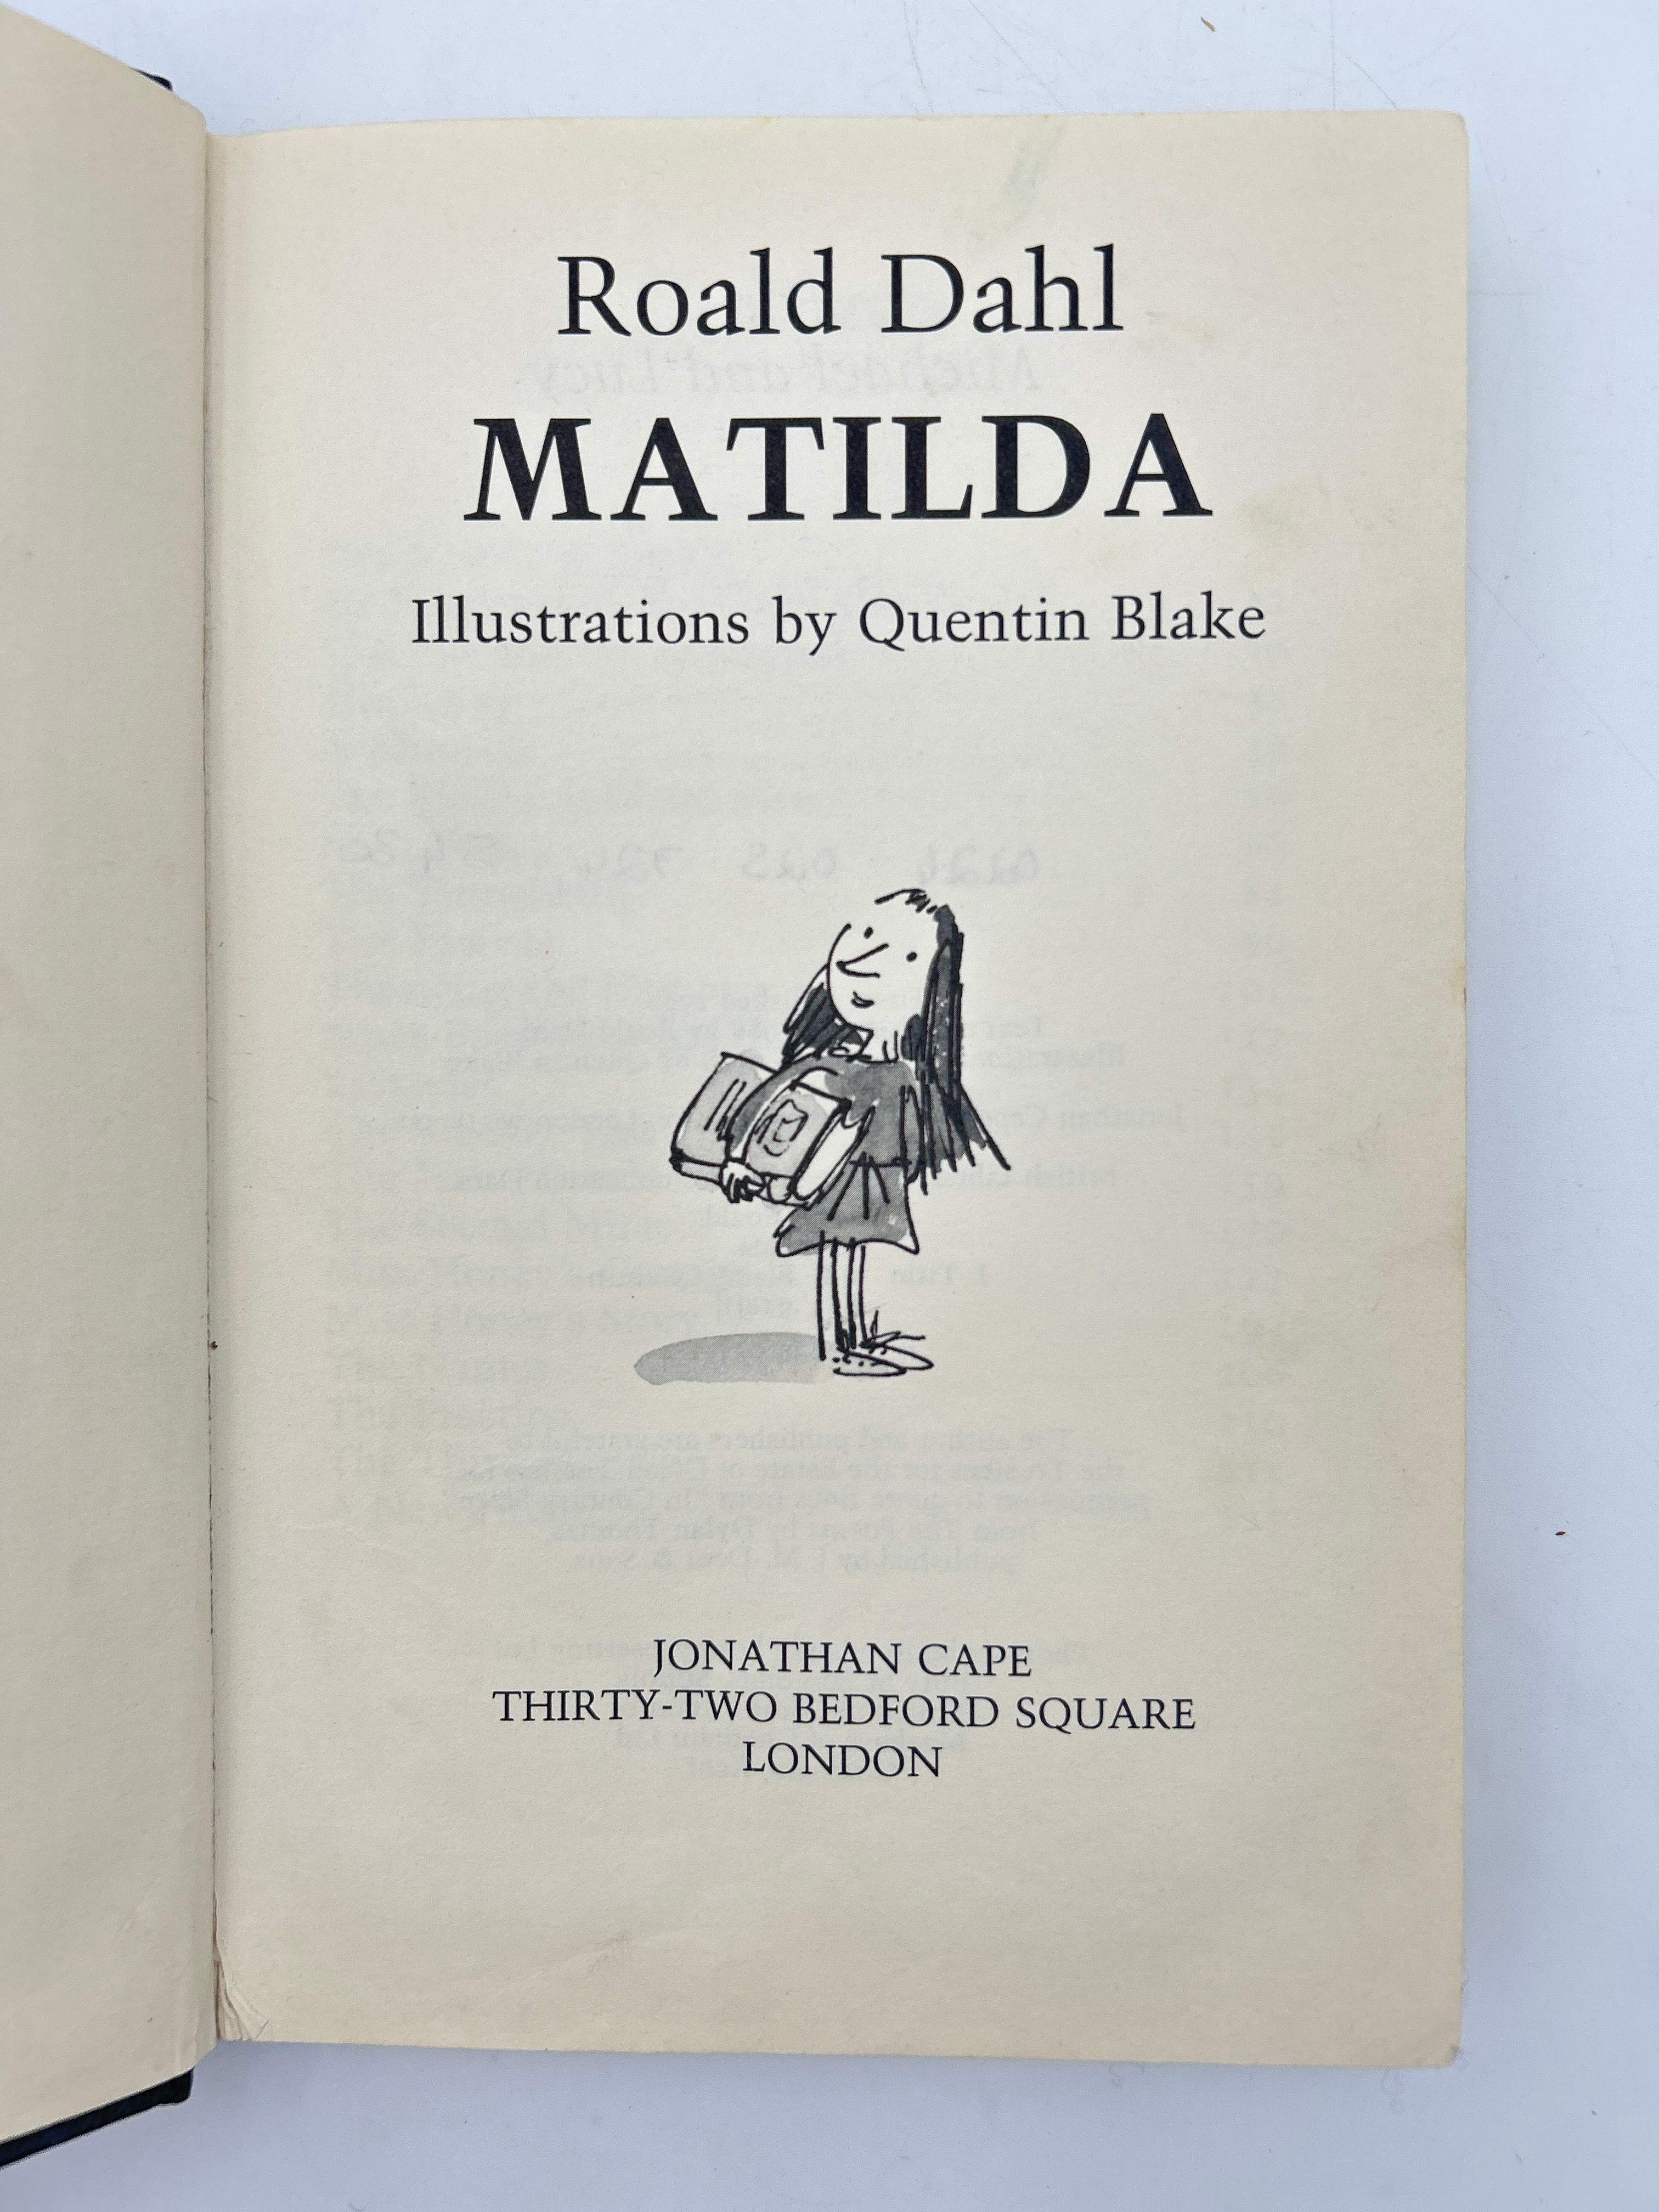 Roald Dahl
MATILDA
Illustrations by Quentin Blake
JONATHAN CAPE
THIRTY-TWO BEDFORD SQUARE
LONDON